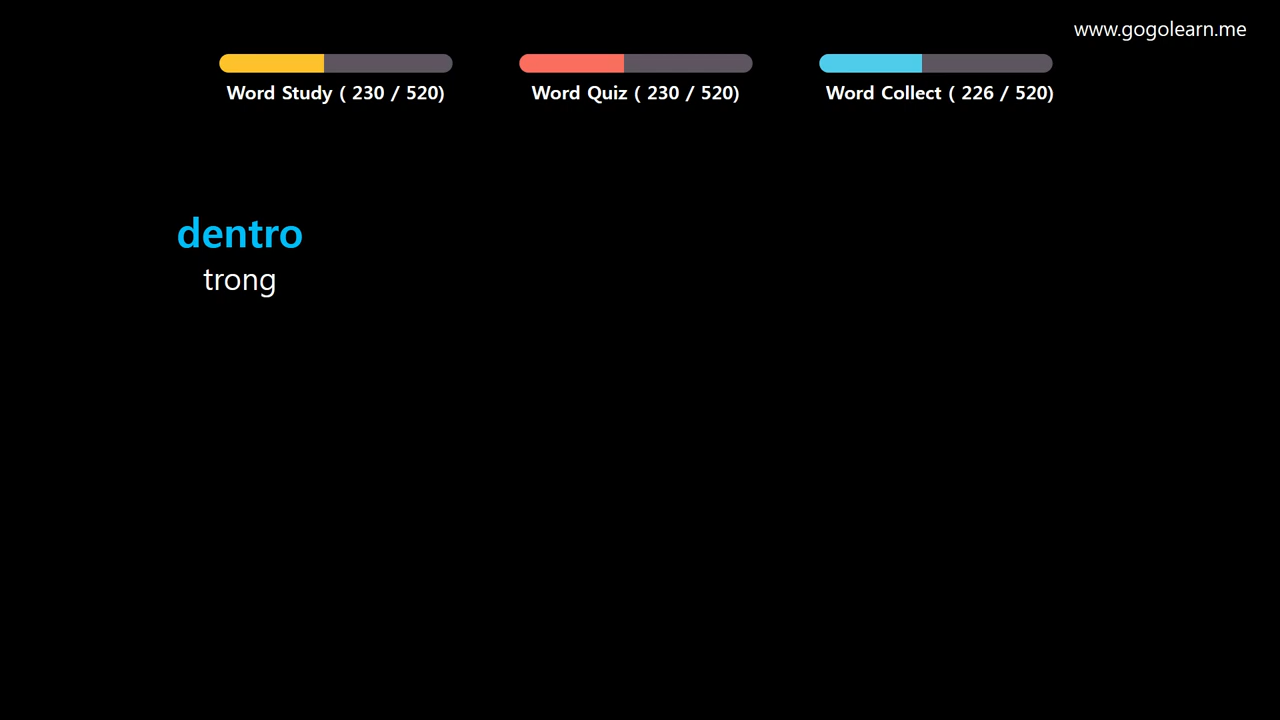 www.gogolearn.me
Word Study ( 230 / 520)
Word Quiz ( 230 / 520)
Word Collect ( 226 / 520)
dentro
trong